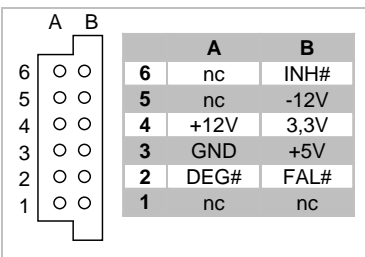 A B
6
5
4
3
2
1
A B
6 nc INH#
5 nc -12V
4 +12V 3,3V
3 GND +5V
2 DEG# FAL#
1 nc nc